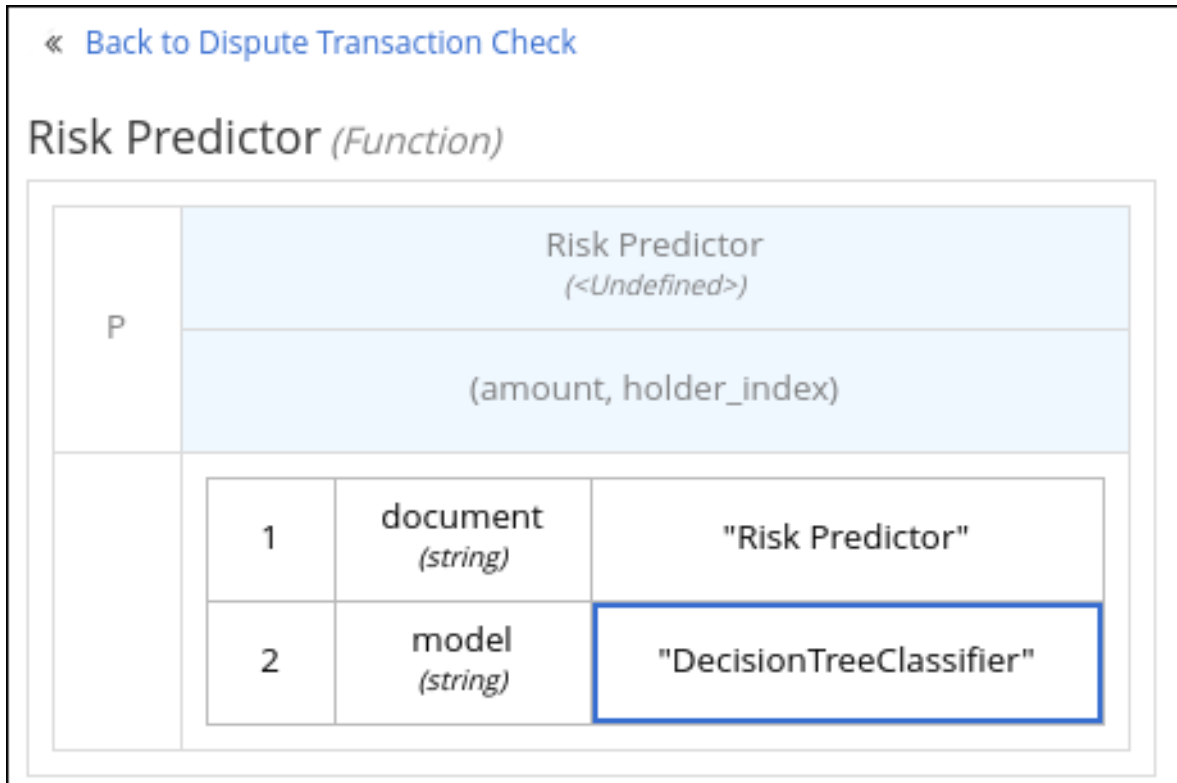 « Back to Dispute Transaction Check
Risk Predictor (Function)
P
Risk Predictor
(<Undefined>)
(amount, holder_index)
1
document
(string)
"Risk Predictor"
2
model
(string)
"DecisionTreeClassifier"